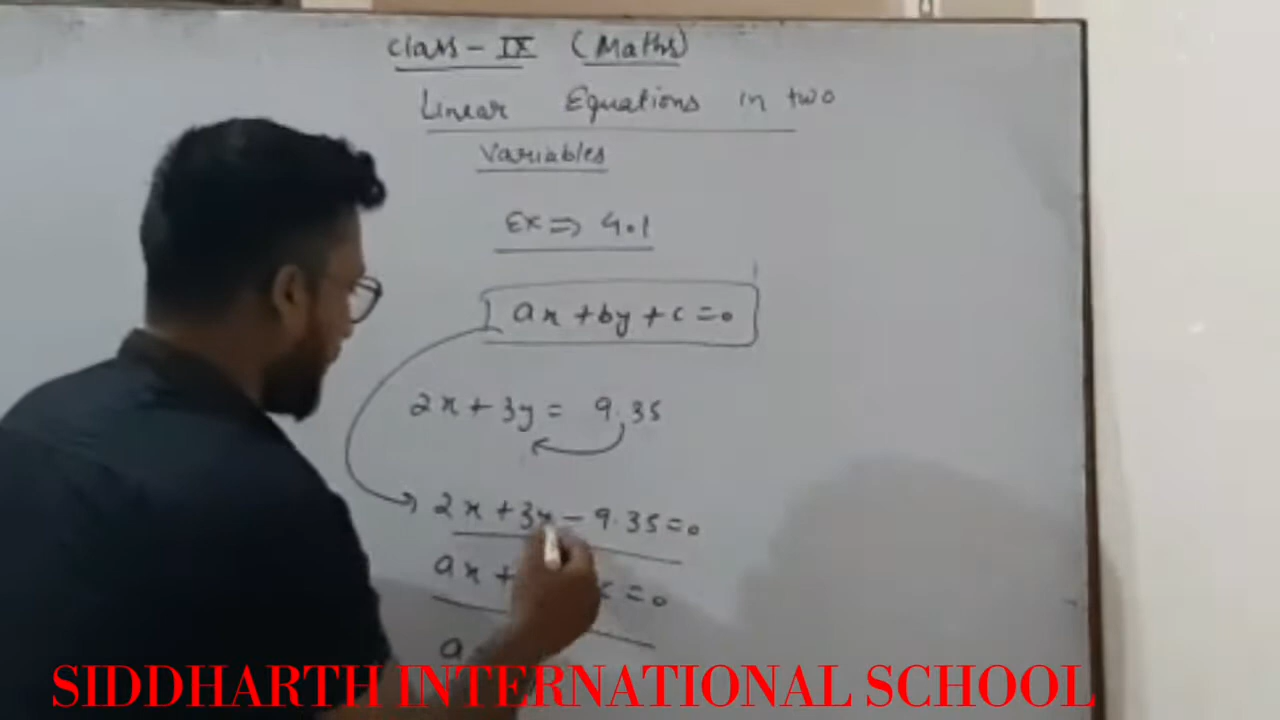 Class - IX (Maths)
Linear Equations in two
Variables
Ex ⇒ 4.1
ax + by + c = 0
2x + 3y = 9.35
2x + 3y - 9.35 = 0
ax + c = 0
a
SIDDHARTH INTERNATIONAL SCHOOL